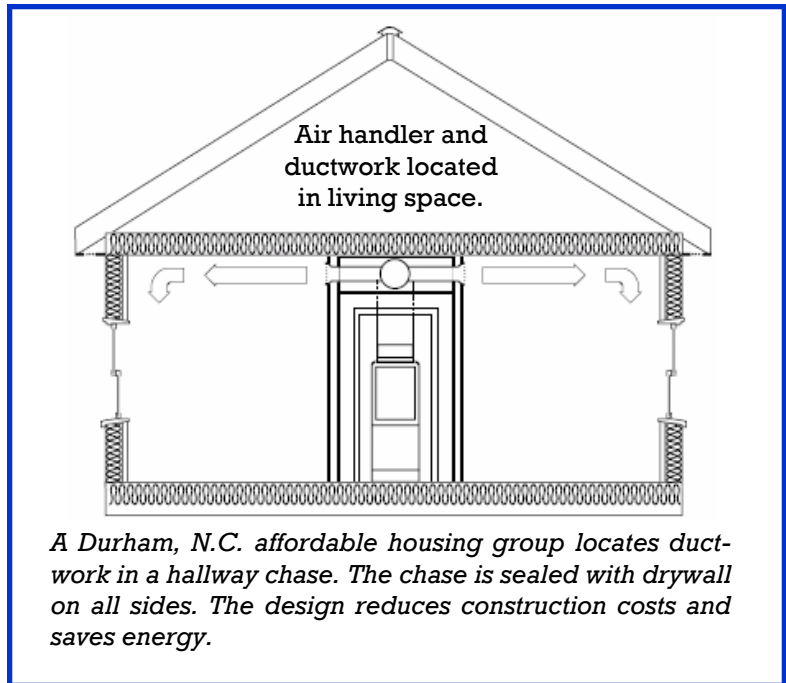 Air handler and
ductwork located
in living space.
A Durham, N.C. affordable housing group locates duct-
work in a hallway chase. The chase is sealed with drywall
on all sides. The design reduces construction costs and
saves energy.